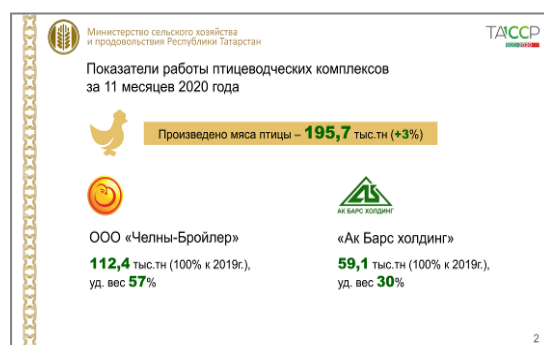 Министерство сельского хозяйства
и продовольствия Республики Татарстан
ТАССР
1920-2020
Показатели работы птицеводческих комплексов
за 11 месяцев 2020 года
Произведено мяса птицы – 195,7 тыс.тн (+3%)
АК БАРС ХОЛДИНГ
ООО «Челны-Бройлер»
«Ак Барс холдинг»
112,4 тыс.тн (100% к 2019г.),
уд. вес 57%
59,1 тыс.тн (100% к 2019г.),
уд. вес 30%
2